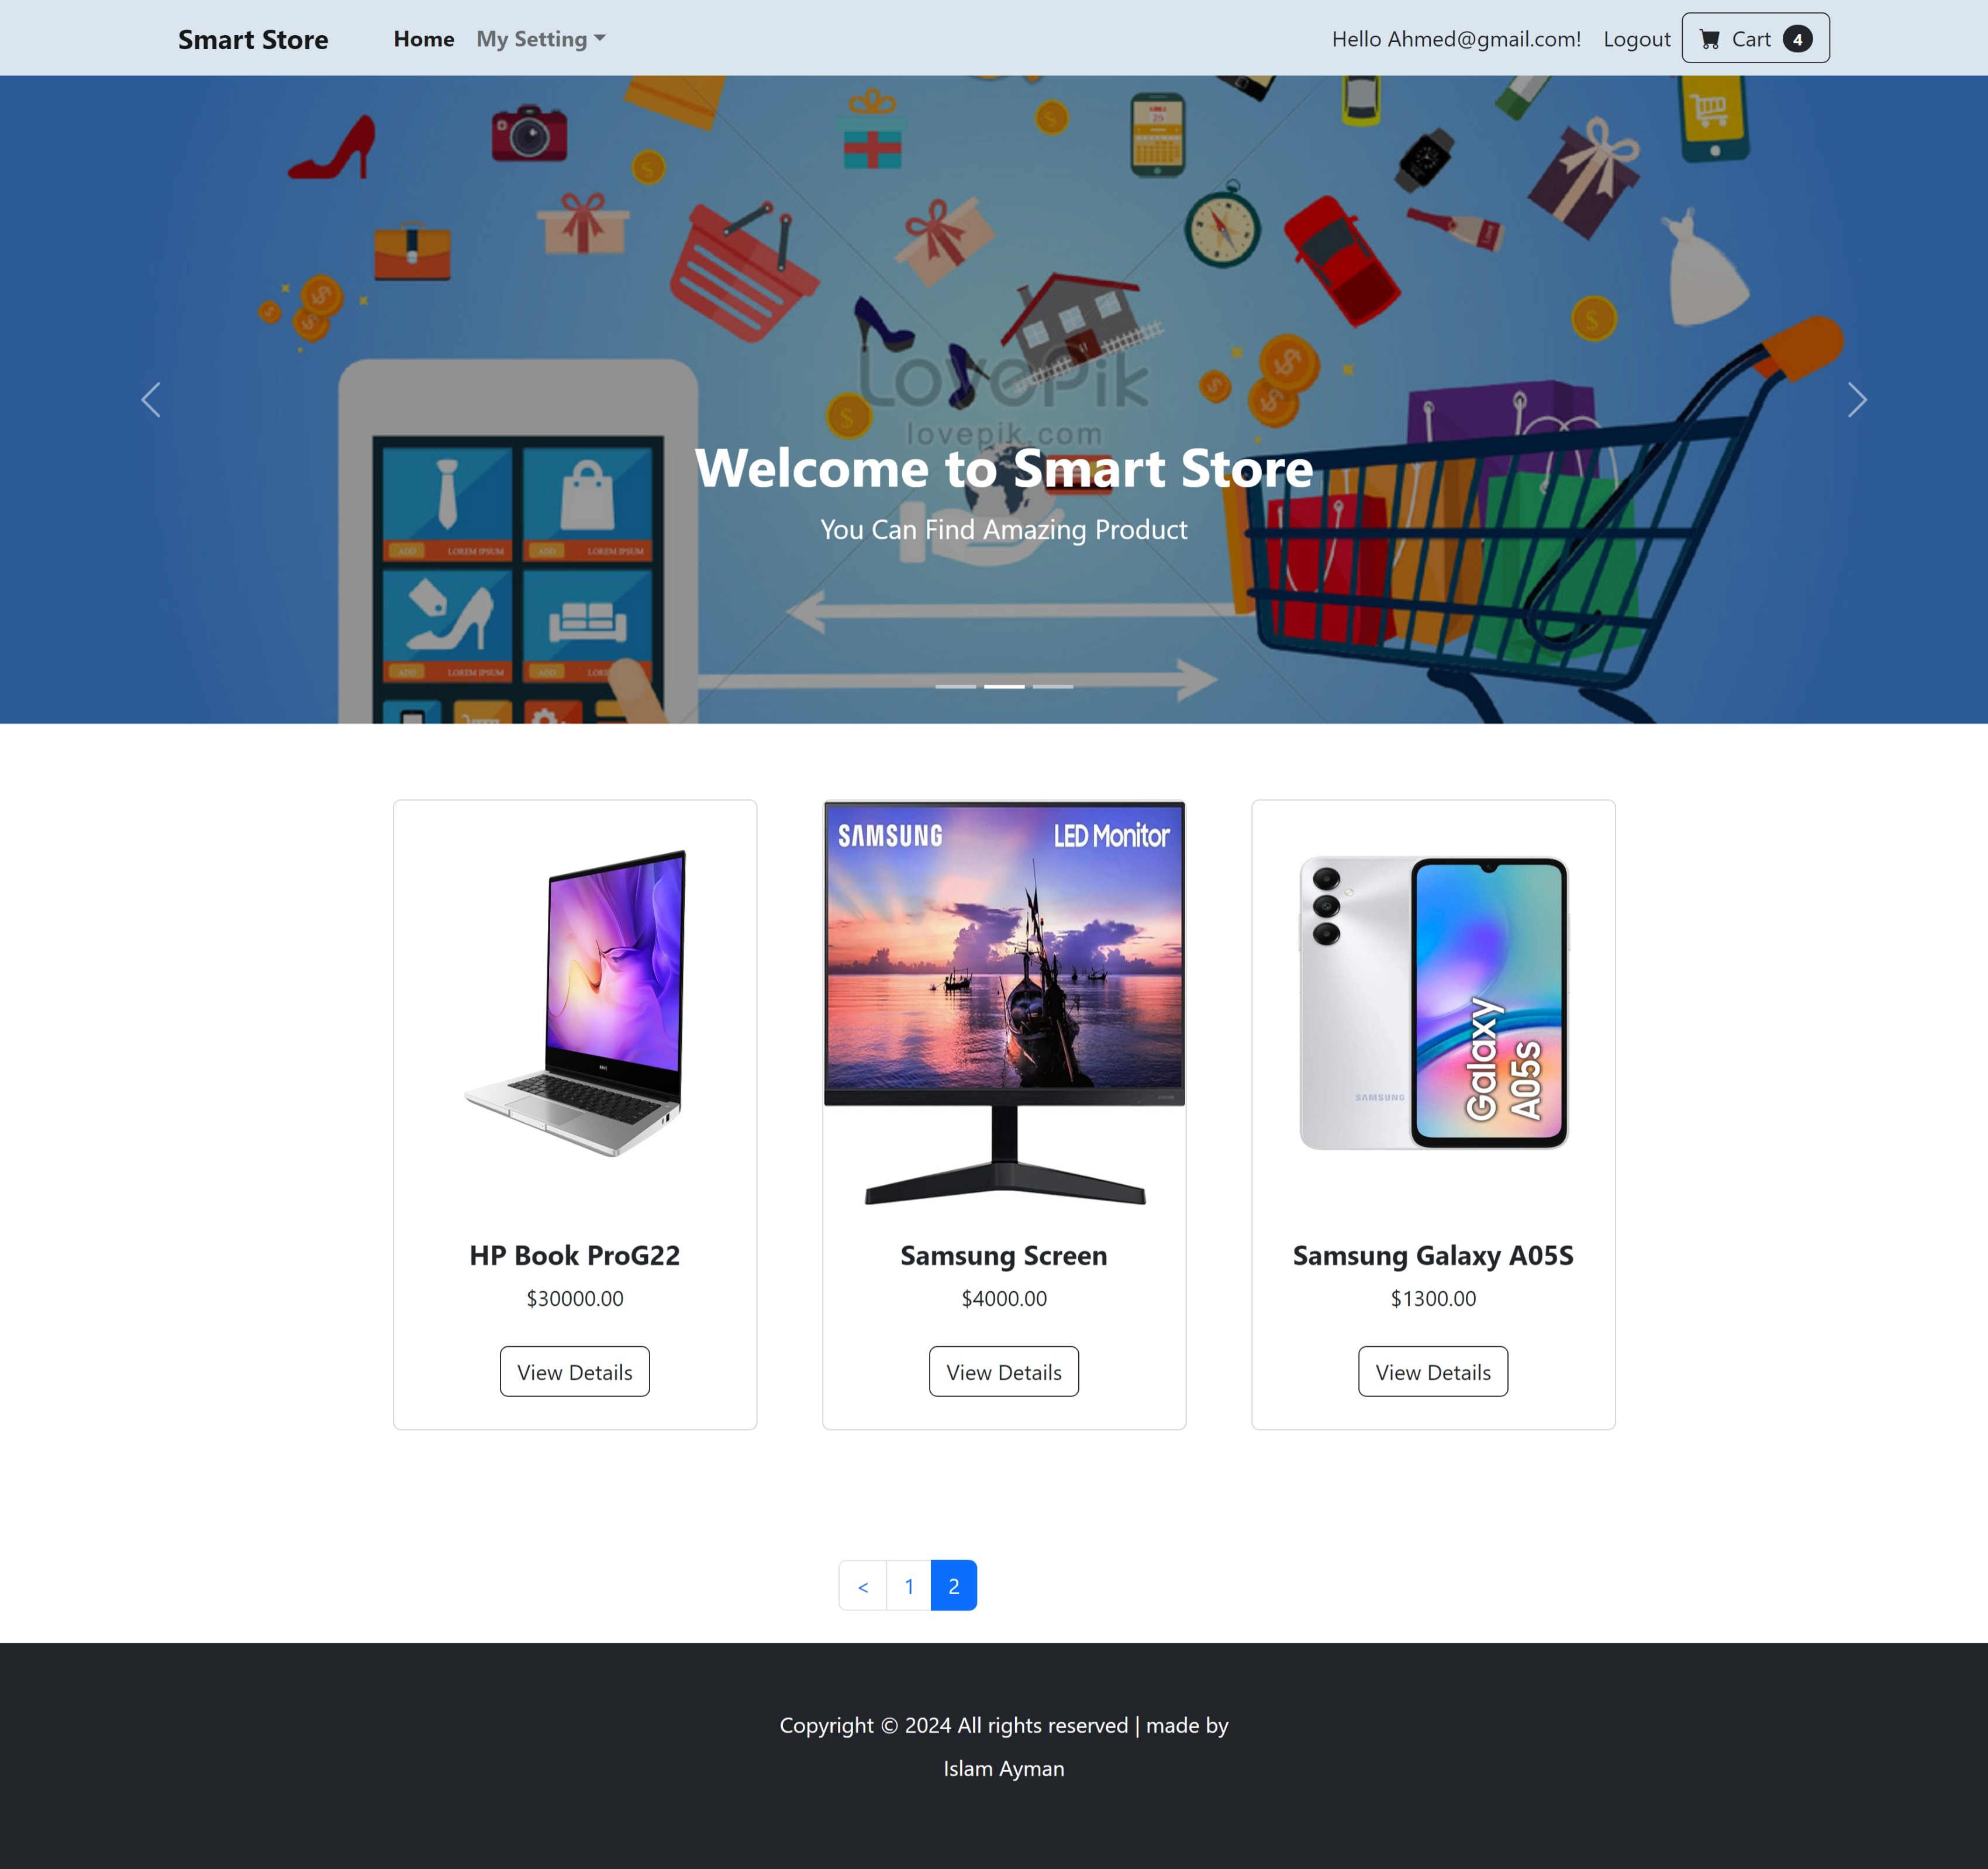 Smart Store
Home
My Setting
Hello Ahmed@gmail.com!
Logout
Cart 4
LovePik
lovepik.com
Welcome to Smart Store
You Can Find Amazing Product
ADD LOREM IPSUM
ADD LOREM IPSUM
ADD LOREM IPSUM
ADD
SAMSUNG
LED Monitor
SAMSUNG
Galaxy
A05s
HP Book ProG22
Samsung Screen
Samsung Galaxy A05S
$30000.00
$4000.00
$1300.00
View Details
View Details
View Details
< 1 2
Copyright © 2024 All rights reserved | made by
Islam Ayman